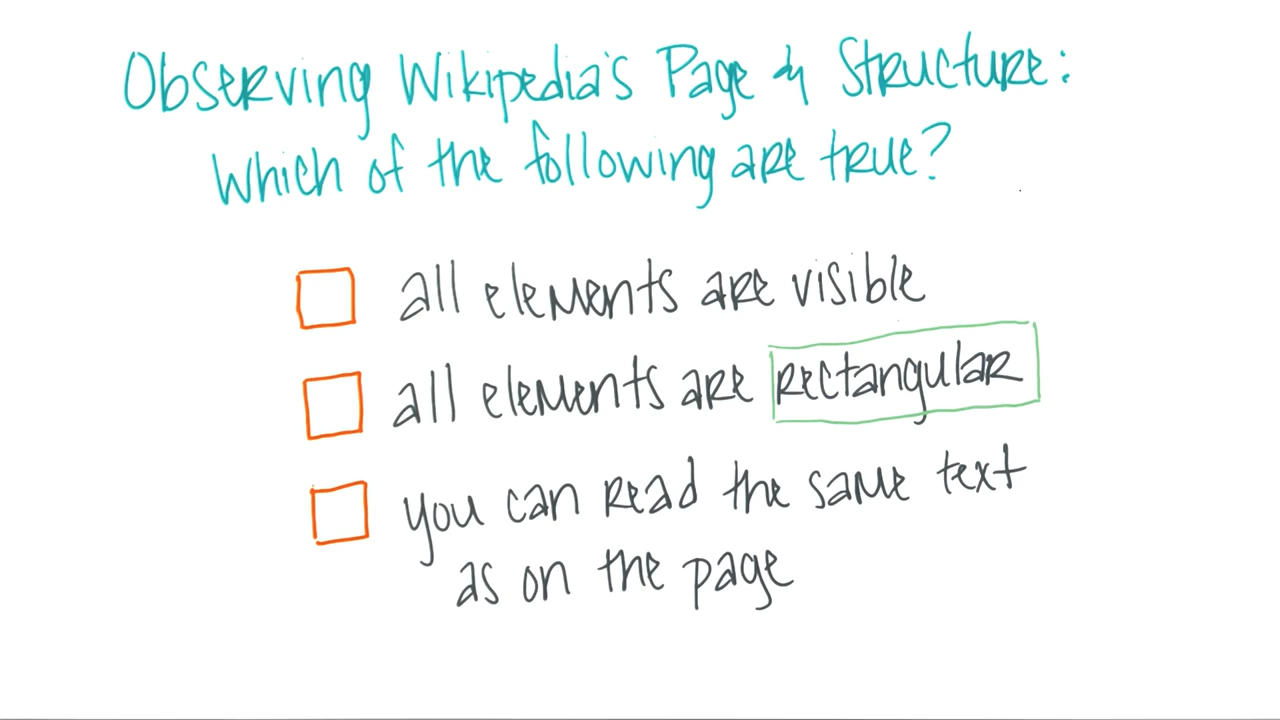 Observing Wikipedia's Page & Structure:
Which of the following are true?
all elements are visible
all elements are rectangular
you can read the same text
as on the page